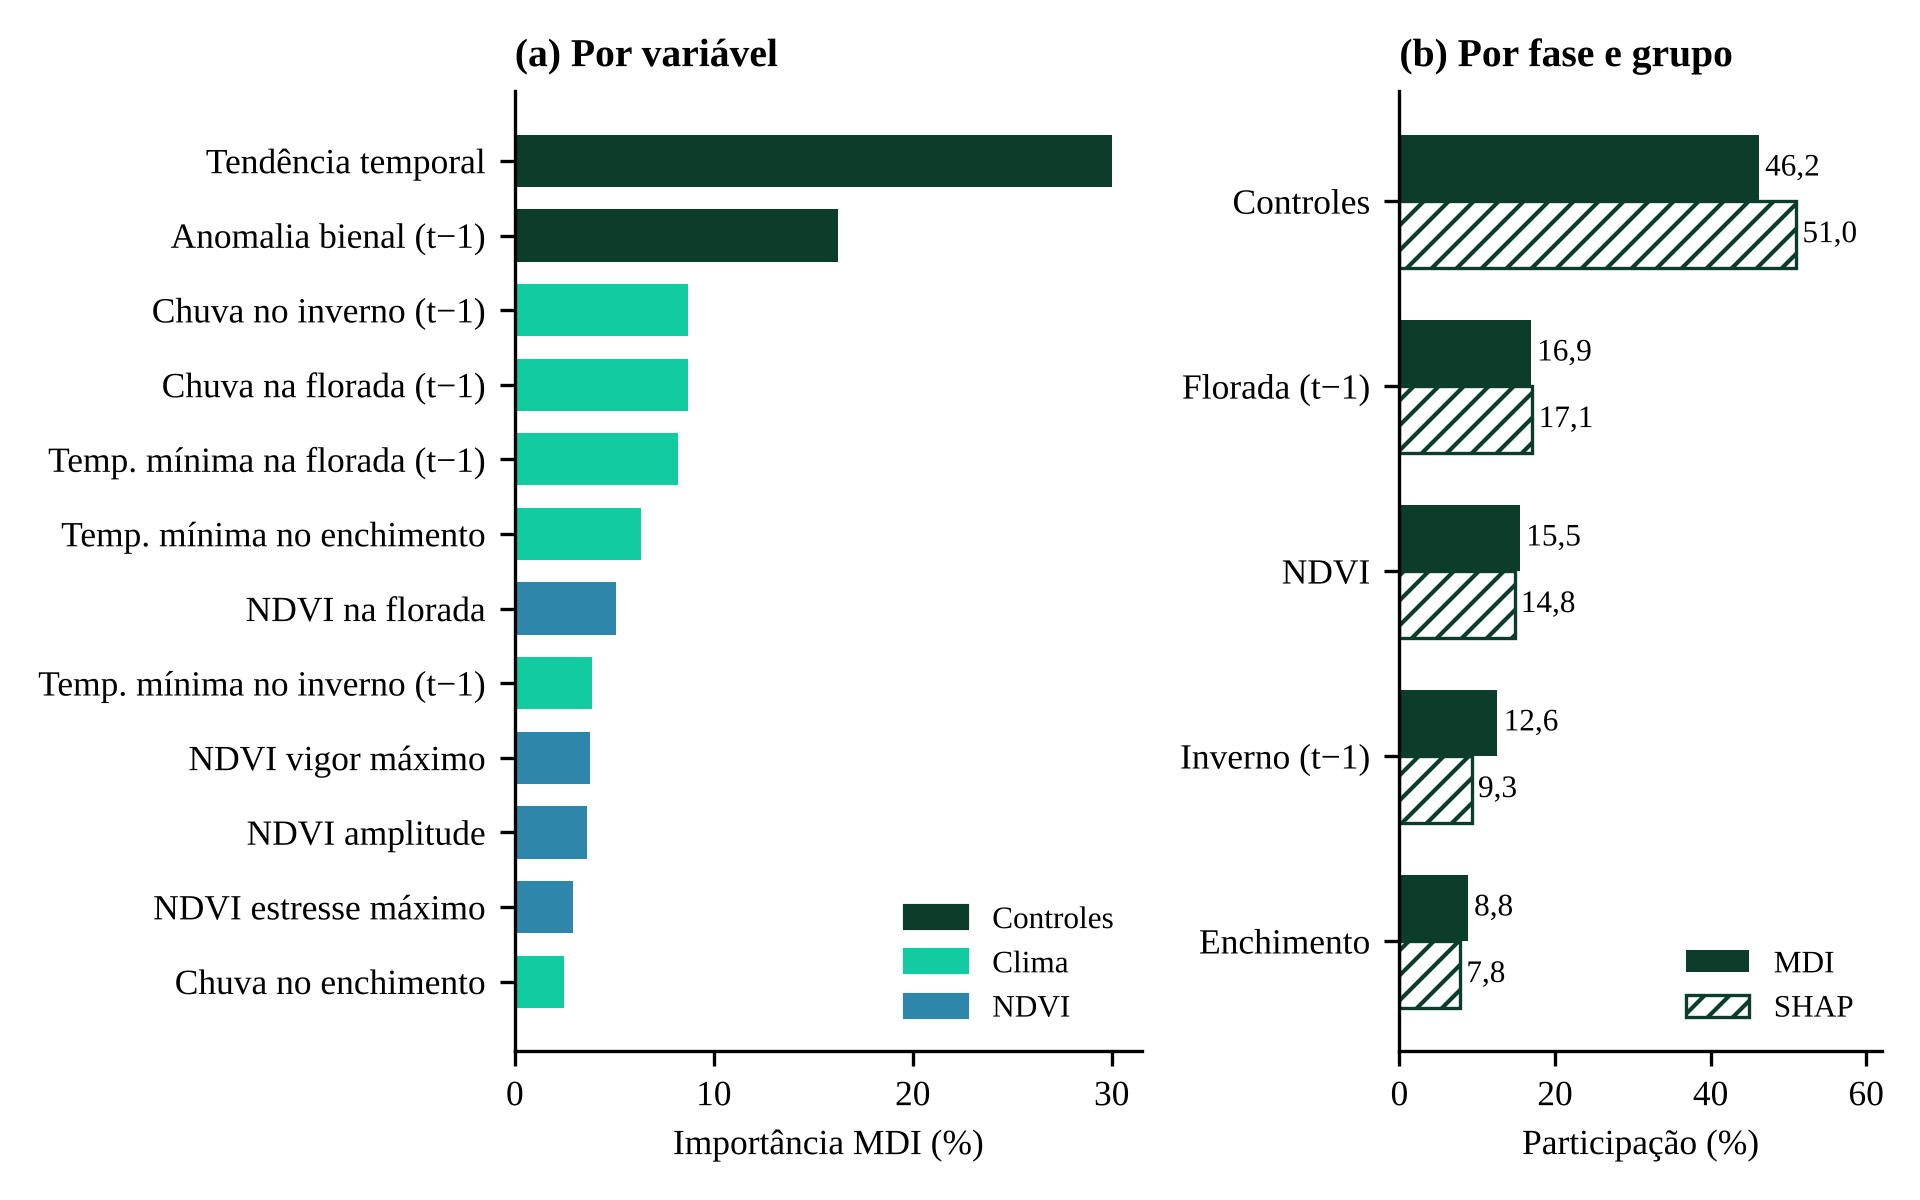 (a) Por variável
Tendência temporal
Anomalia bienal (t−1)
Chuva no inverno (t−1)
Chuva na florada (t−1)
Temp. mínima na florada (t−1)
Temp. mínima no enchimento
NDVI na florada
Temp. mínima no inverno (t−1)
NDVI vigor máximo
NDVI amplitude
NDVI estresse máximo
Chuva no enchimento
Controles
Clima
NDVI
0 10 20 30
Importância MDI (%)
(b) Por fase e grupo
Controles
46,2
51,0
Florada (t−1)
16,9
17,1
NDVI
15,5
14,8
Inverno (t−1)
12,6
9,3
Enchimento
8,8
7,8
MDI
SHAP
0 20 40 60
Participação (%)